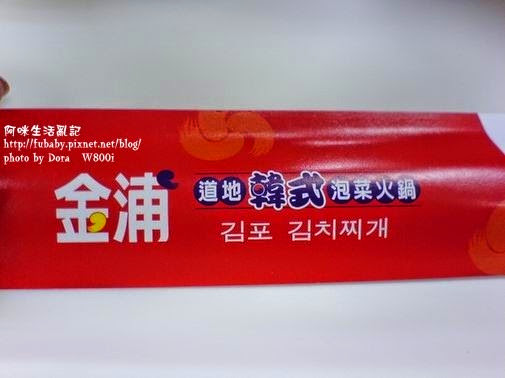 阿咪生活亂記
http://fubaby.pixnet.net/blog/
photo by Dora W800i
金浦
道地韓式泡菜火鍋
김포 김치찌개